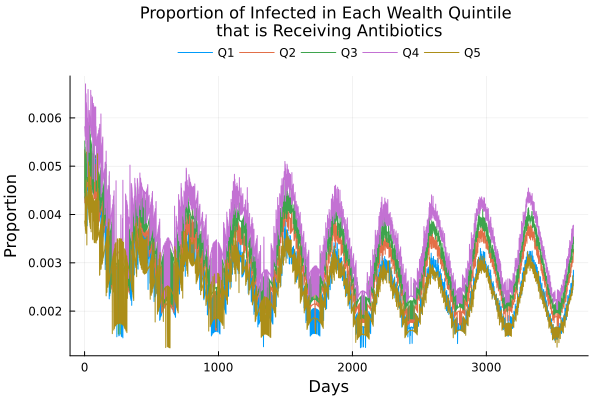 Proportion of Infected in Each Wealth Quintile
that is Receiving Antibiotics
Q1 Q2 Q3 Q4 Q5
Proportion
0.006
0.005
0.004
0.003
0.002
0 1000 2000 3000
Days